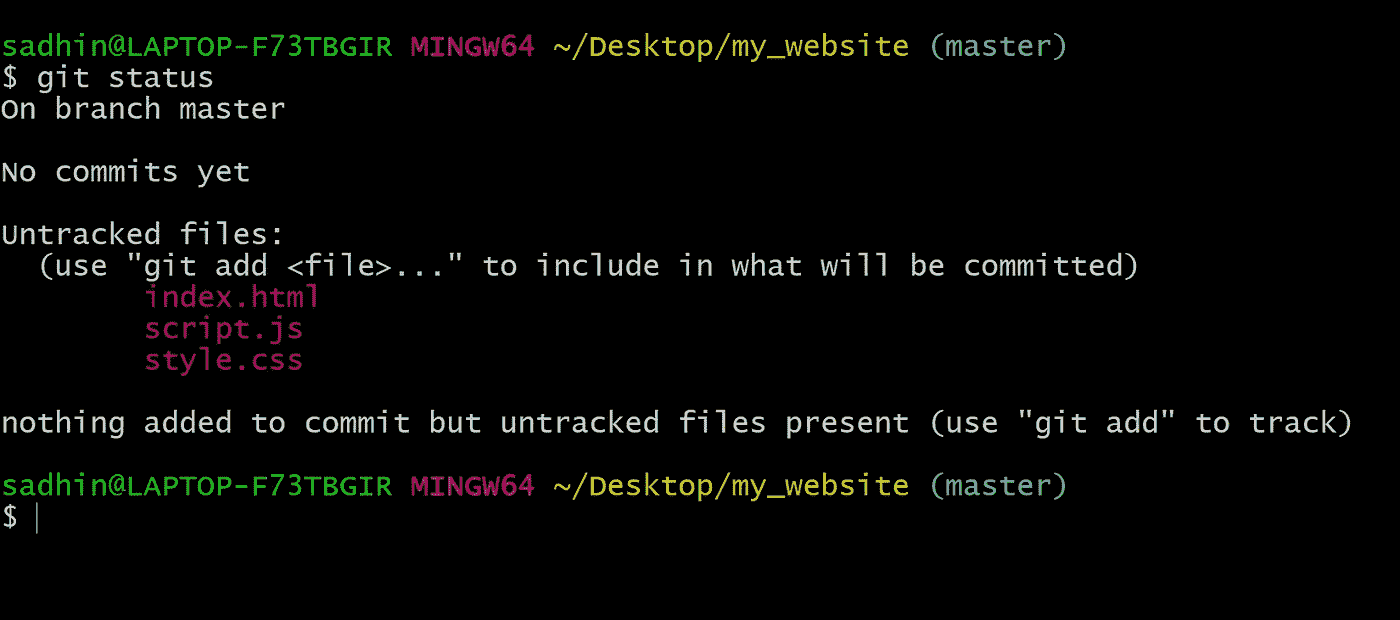 sadhin@LAPTOP-F73TBGIR MINGW64 ~/Desktop/my_website (master)
$ git status
On branch master
No commits yet
Untracked files:
  (use "git add <file>..." to include in what will be committed)
        index.html
        script.js
        style.css
nothing added to commit but untracked files present (use "git add" to track)
sadhin@LAPTOP-F73TBGIR MINGW64 ~/Desktop/my_website (master)
$